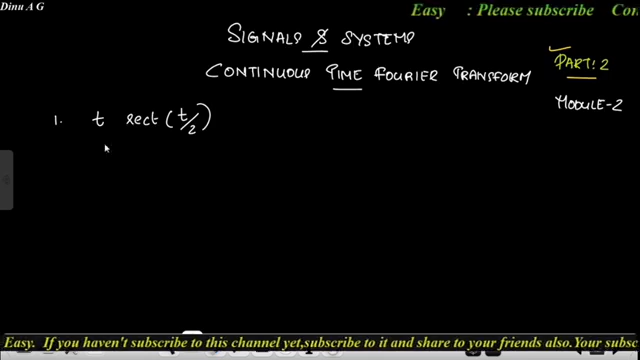 Dinu A G
Easy : Please subscribe Comment
SIGNALS & SYSTEMS
CONTINUOUS TIME FOURIER TRANSFORM
PART: 2
MODULE-2
1. t rect (t/2)
Easy. If you haven't subscribe to this channel yet,subscribe to it and share to your friends also.Your subsc